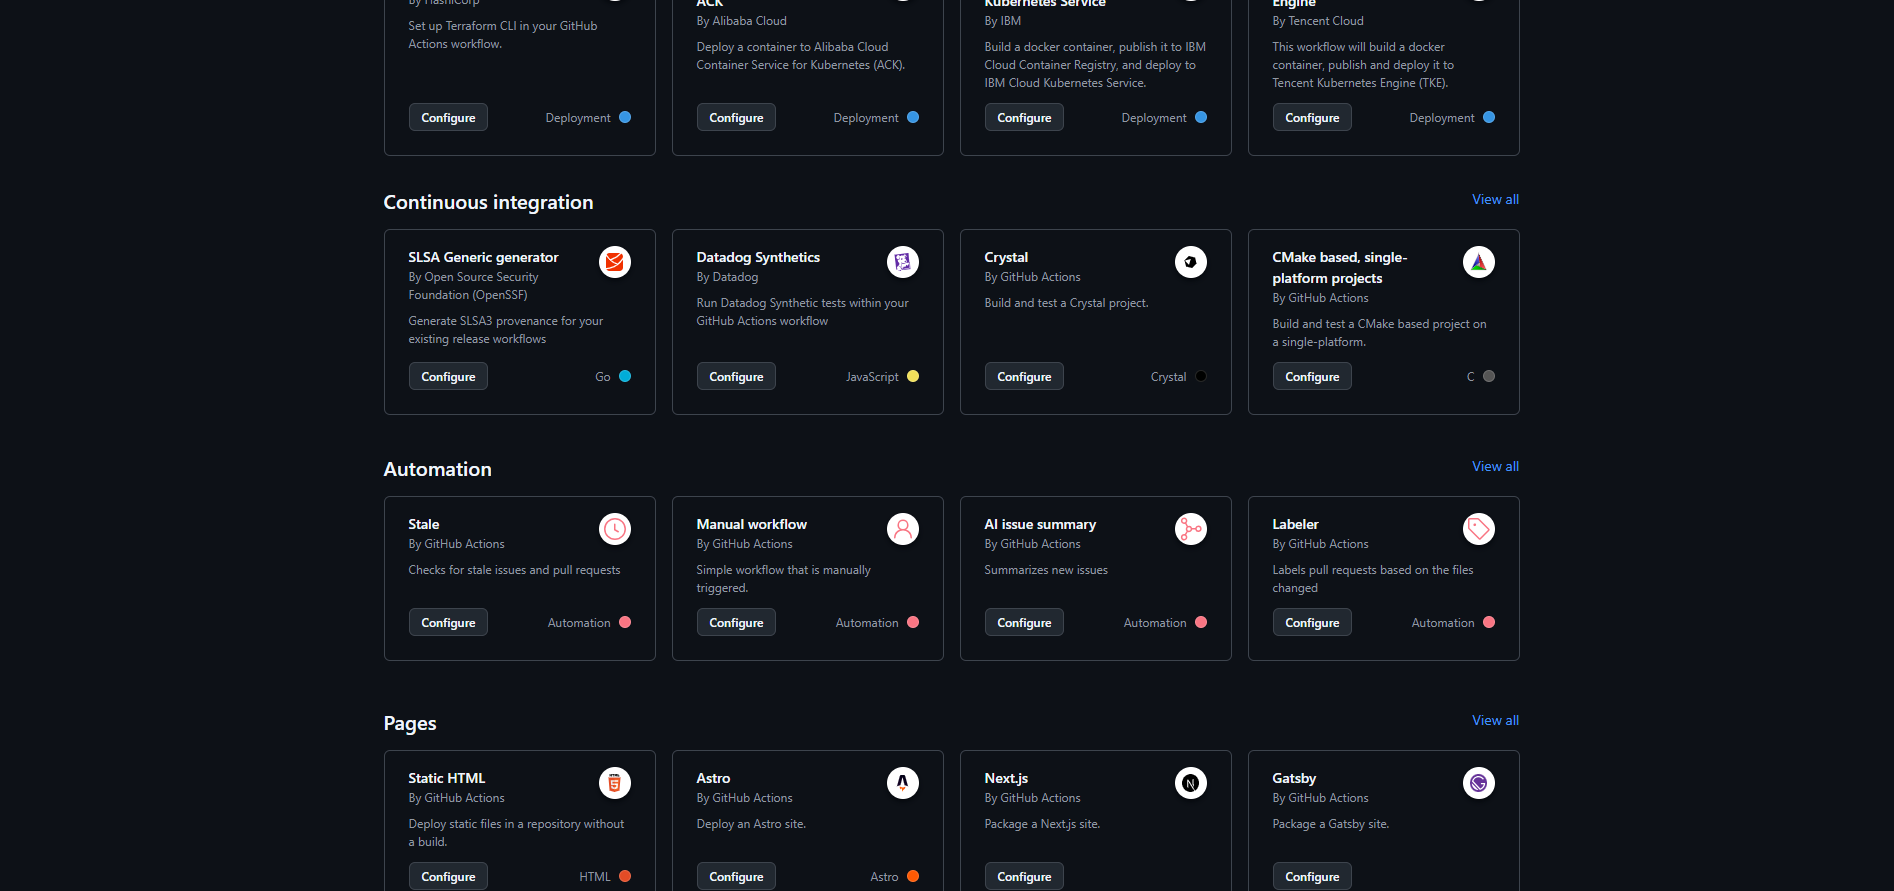 By HashiCorp
Set up Terraform CLI in your GitHub
Actions workflow.
Configure
Deployment
ACK
By Alibaba Cloud
Deploy a container to Alibaba Cloud
Container Service for Kubernetes (ACK).
Configure
Deployment
Kubernetes Service
By IBM
Build a docker container, publish it to IBM
Cloud Container Registry, and deploy to
IBM Cloud Kubernetes Service.
Configure
Deployment
Engine
By Tencent Cloud
This workflow will build a docker
container, publish and deploy it to
Tencent Kubernetes Engine (TKE).
Configure
Deployment
Continuous integration
View all
SLSA Generic generator
By Open Source Security
Foundation (OpenSSF)
Generate SLSA3 provenance for your
existing release workflows
Configure
Go
Datadog Synthetics
By Datadog
Run Datadog Synthetic tests within your
GitHub Actions workflow
Configure
JavaScript
Crystal
By GitHub Actions
Build and test a Crystal project.
Configure
Crystal
CMake based, single-
platform projects
By GitHub Actions
Build and test a CMake based project on
a single-platform.
Configure
C
Automation
View all
Stale
By GitHub Actions
Checks for stale issues and pull requests
Configure
Automation
Manual workflow
By GitHub Actions
Simple workflow that is manually
triggered.
Configure
Automation
AI issue summary
By GitHub Actions
Summarizes new issues
Configure
Automation
Labeler
By GitHub Actions
Labels pull requests based on the files
changed
Configure
Automation
Pages
View all
Static HTML
By GitHub Actions
Deploy static files in a repository without
a build.
Configure
HTML
Astro
By GitHub Actions
Deploy an Astro site.
Configure
Astro
Next.js
By GitHub Actions
Package a Next.js site.
Configure
Gatsby
By GitHub Actions
Package a Gatsby site.
Configure